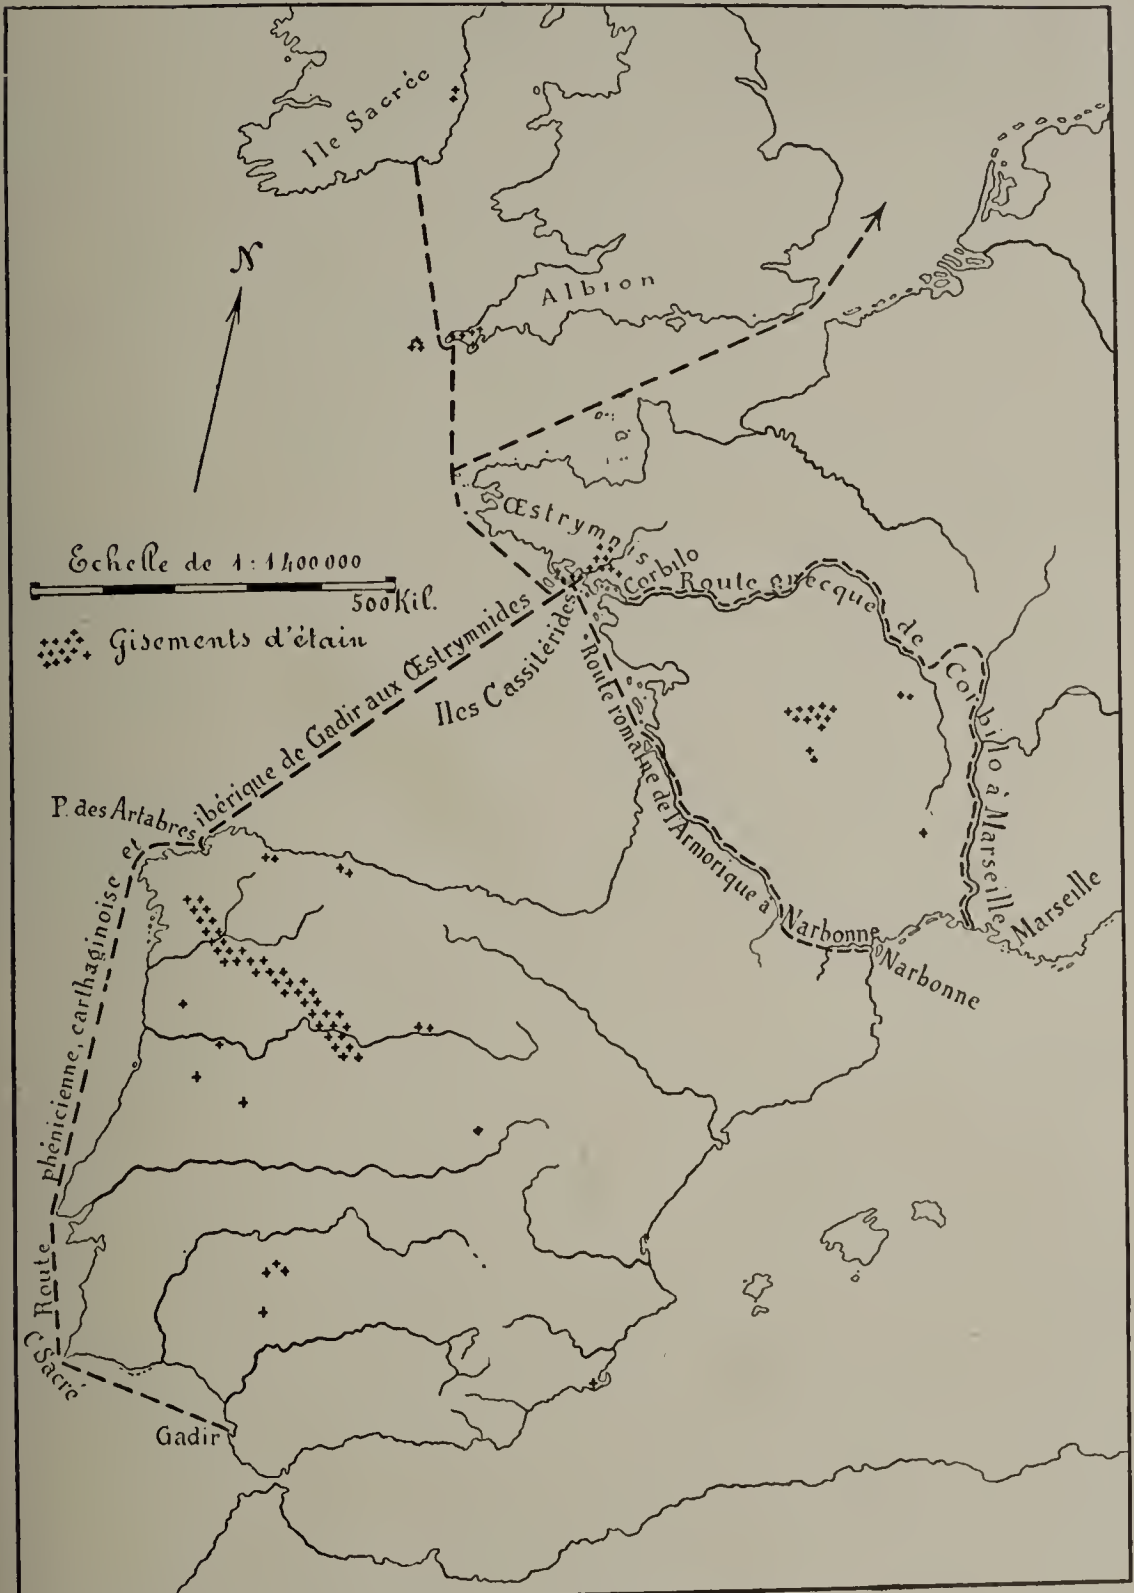 Ile Sacrée
N
Albion
Echelle de 1:1400000
500 Kil.
Gisements d'étain
Œstrymnis
Corbilo
Route grecque de Corbilo à Marseille
Iles Cassitérides
Route romaine de l'Armorique à Narbonne
P. des Artabres
Route phénicienne, carthaginoise et ibérique de Gadir aux Œstrymnides
Marseille
Narbonne
C. Sacré
Gadir